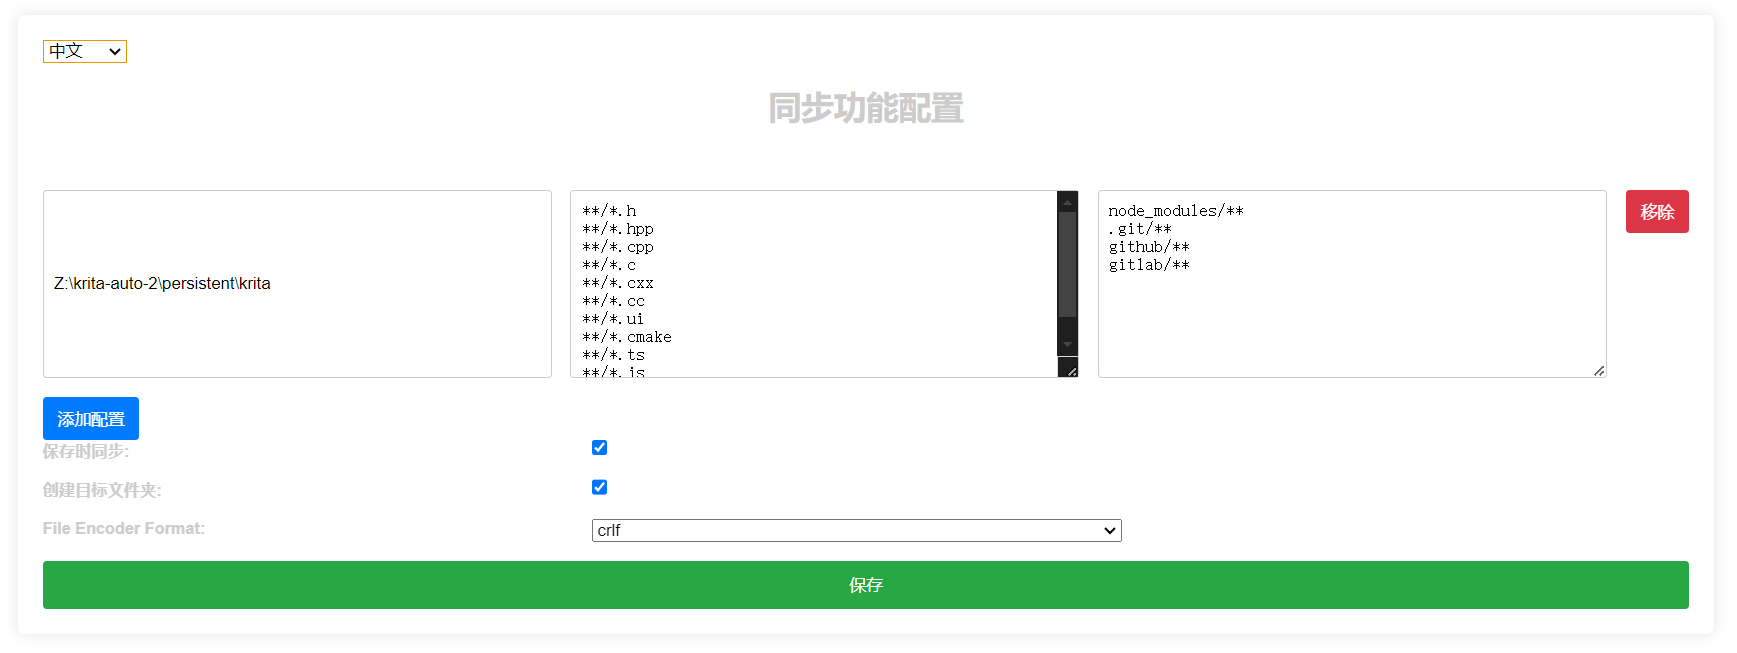 中文
同步功能配置
Z:\krita-auto-2\persistent\krita
**/*.h
**/*.hpp
**/*.cpp
**/*.c
**/*.cxx
**/*.cc
**/*.ui
**/*.cmake
**/*.ts
**/*.js
node_modules/**
.git/**
github/**
gitlab/**
移除
添加配置
保存时同步:
创建目标文件夹:
File Encoder Format:
crlf
保存